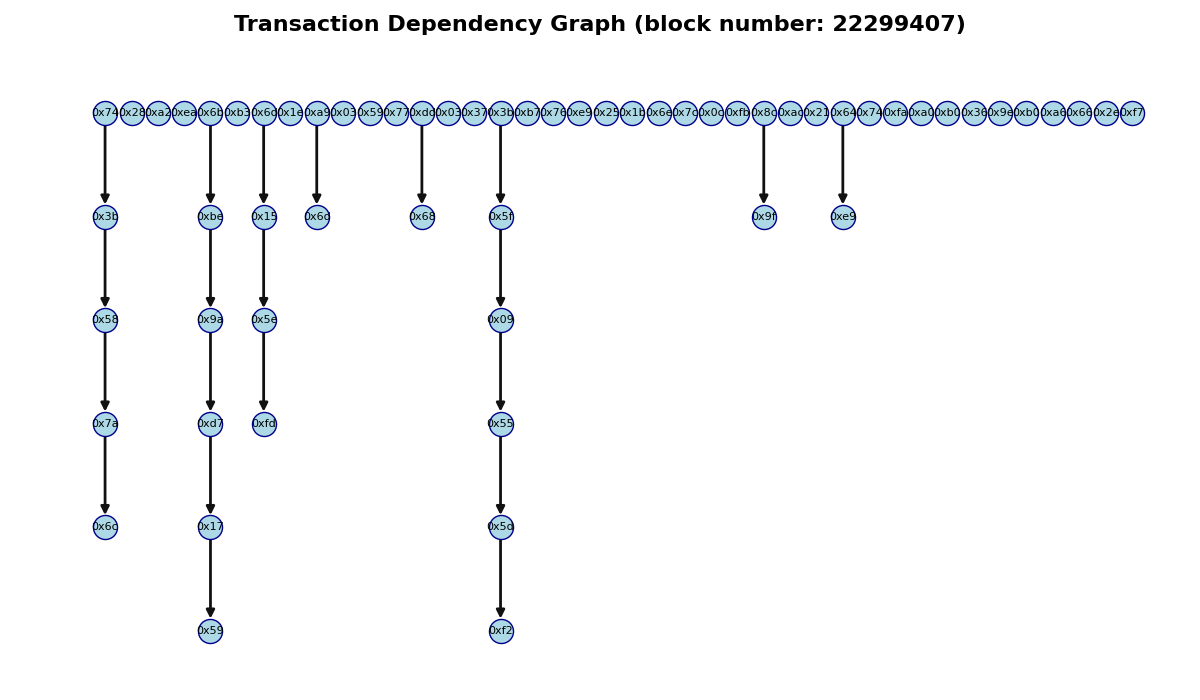 Transaction Dependency Graph (block number: 22299407)
0x74 0x28 0xa2 0xea 0x6b 0xb3 0x6d 0x1e 0xa9 0x03 0x59 0x77 0xdd 0x03 0x37 0x3b 0xb7 0x76 0xe9 0x25 0x1b 0x6e 0x7c 0x0c 0xfb 0x8c 0xac 0x21 0x64 0x74 0xfa 0xa0 0xb0 0x36 0x9e 0xb0 0xa6 0x66 0x2e 0xf7
0x3b 0xbe 0x15 0x6d 0x68 0x5f 0x9f 0xe9
0x58 0x9a 0x5e 0x09
0x7a 0xd7 0xfd 0x55
0x6c 0x17 0x5d
0x59 0xf2